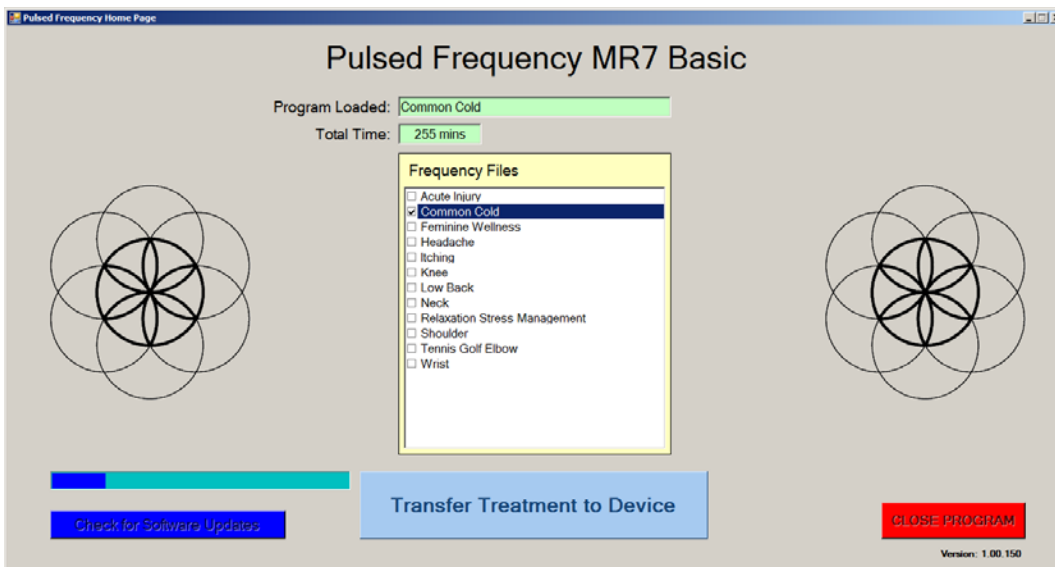 Pulsed Frequency Home Page
Pulsed Frequency MR7 Basic
Program Loaded: Common Cold
Total Time: 255 mins
Frequency Files
Acute Injury
Common Cold
Feminine Wellness
Headache
Itching
Knee
Low Back
Neck
Relaxation Stress Management
Shoulder
Tennis Golf Elbow
Wrist
Transfer Treatment to Device
Check for Software Updates
CLOSE PROGRAM
Version: 1.00.150